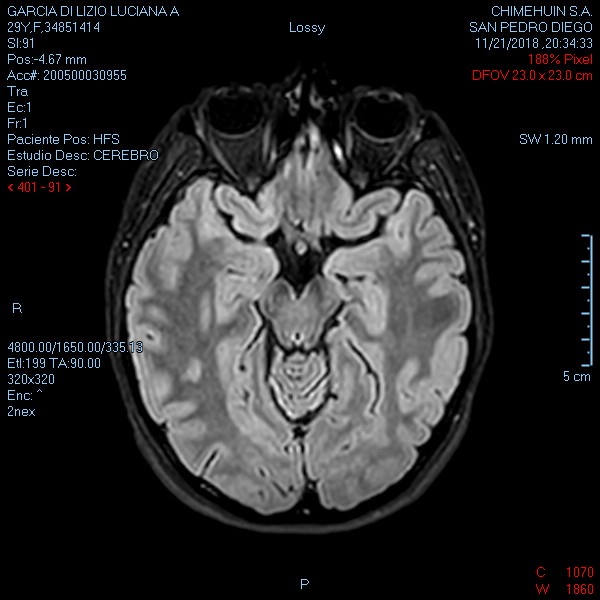 GARCIA DI LIZIO LUCIANA A
29Y,F,34851414
Sl:91
Pos:-4.67 mm
Acc#: 200500030955
Tra
Ec:1
Fr:1
Paciente Pos: HFS
Estudio Desc: CEREBRO
Serie Desc:
< 401 - 91 >
Lossy
CHIMEHUIN S.A.
SAN PEDRO DIEGO
11/21/2018 ,20:34:33
188% Pixel
DFOV 23.0 x 23.0 cm
SW 1.20 mm
R
4800.00/1650.00/335.13
Etl:199 TA:90.00
320x320
Enc: ^
2nex
5 cm
P
C 1070
W 1860